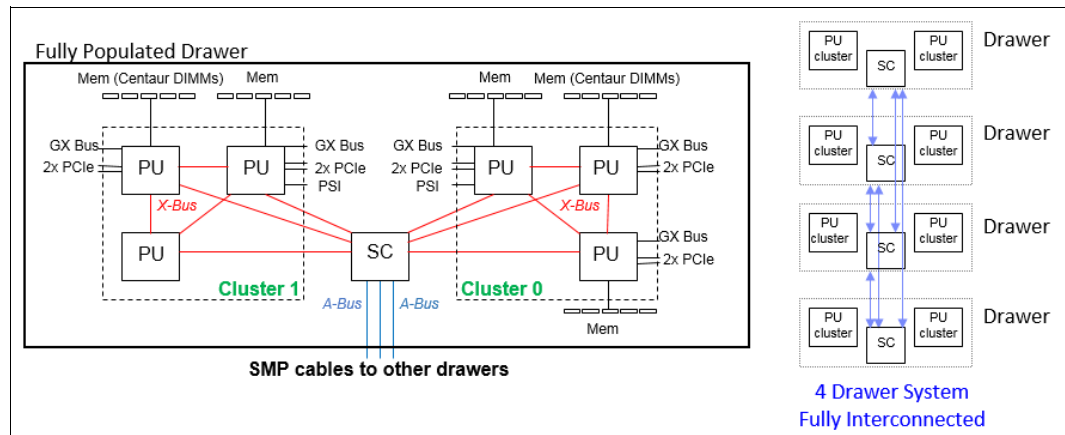 Fully Populated Drawer
Mem (Centaur DIMMs)
Mem
GX Bus
2x PCIe
PU
PU
GX Bus
2x PCIe
PSI
X-Bus
PU
Cluster 1
Mem
Mem (Centaur DIMMs)
GX Bus
2x PCIe
PSI
PU
PU
GX Bus
2x PCIe
X-Bus
SC
PU
GX Bus
2x PCIe
Cluster 0
Mem
A-Bus
A-Bus
SMP cables to other drawers
PU
cluster
SC
PU
cluster
Drawer
PU
cluster
SC
PU
cluster
Drawer
PU
cluster
SC
PU
cluster
Drawer
PU
cluster
SC
PU
cluster
Drawer
4 Drawer System
Fully Interconnected